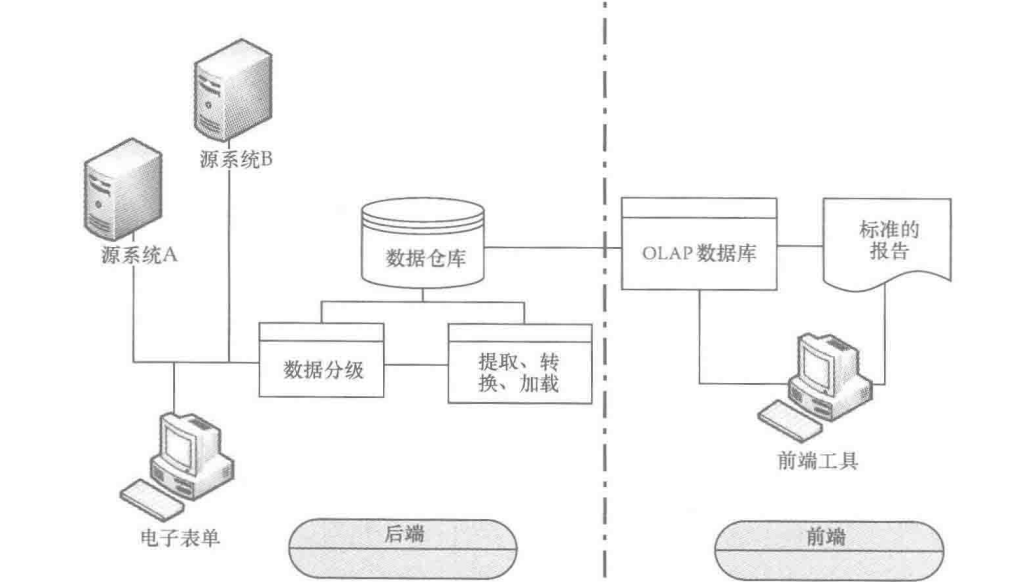 源系统B
源系统A
数据仓库
OLAP 数据库
标准的
报告
数据分级
提取、转
换、加载
前端工具
电子表单
后端
前端